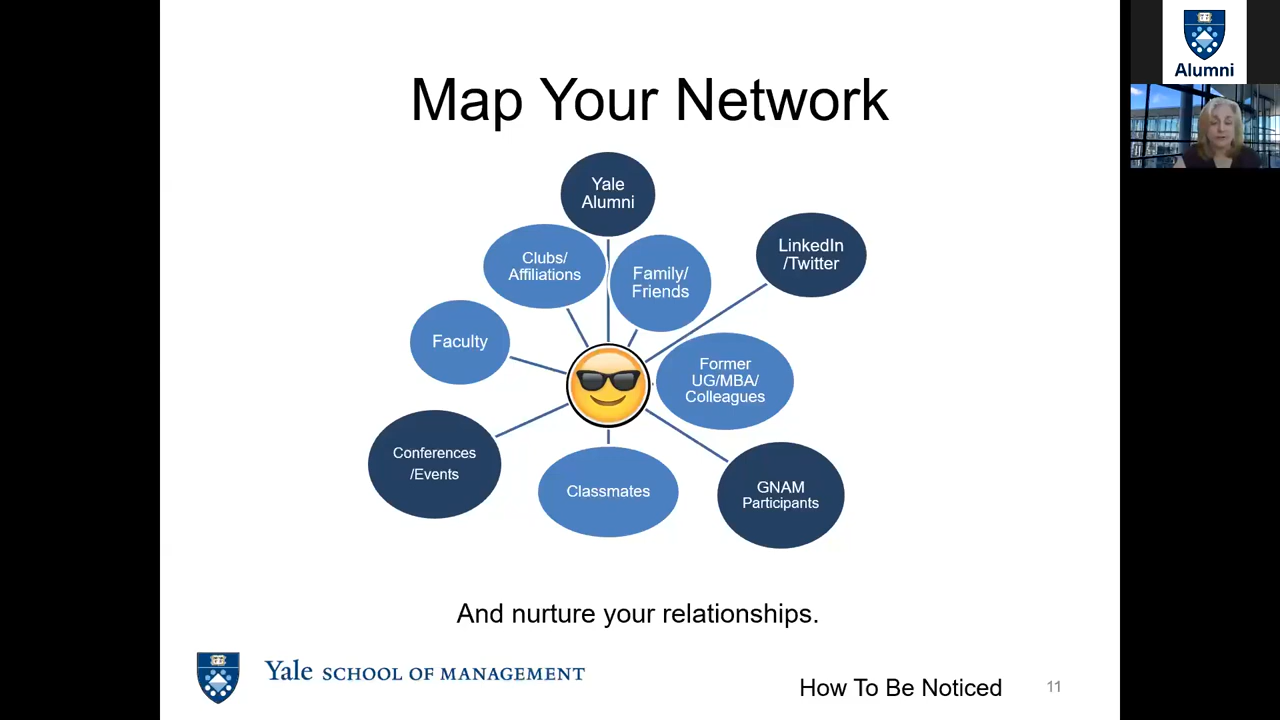 Map Your Network
Yale
Alumni
Clubs/
Affiliations
Family/
Friends
LinkedIn
/Twitter
Faculty
Former
UG/MBA/
Colleagues
Conferences
/Events
Classmates
GNAM
Participants
And nurture your relationships.
Yale SCHOOL OF MANAGEMENT
How To Be Noticed
11
Alumni